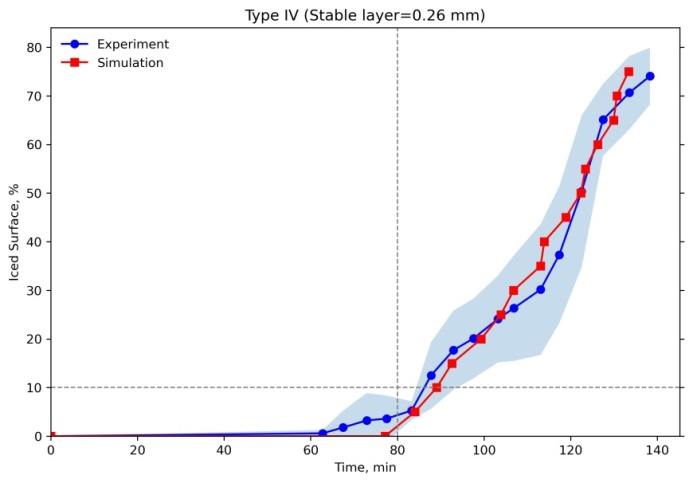 Type IV (Stable layer=0.26 mm)
Experiment
Simulation
80
70
60
50
40
30
20
10
0
Iced Surface, %
0 20 40 60 80 100 120 140
Time, min